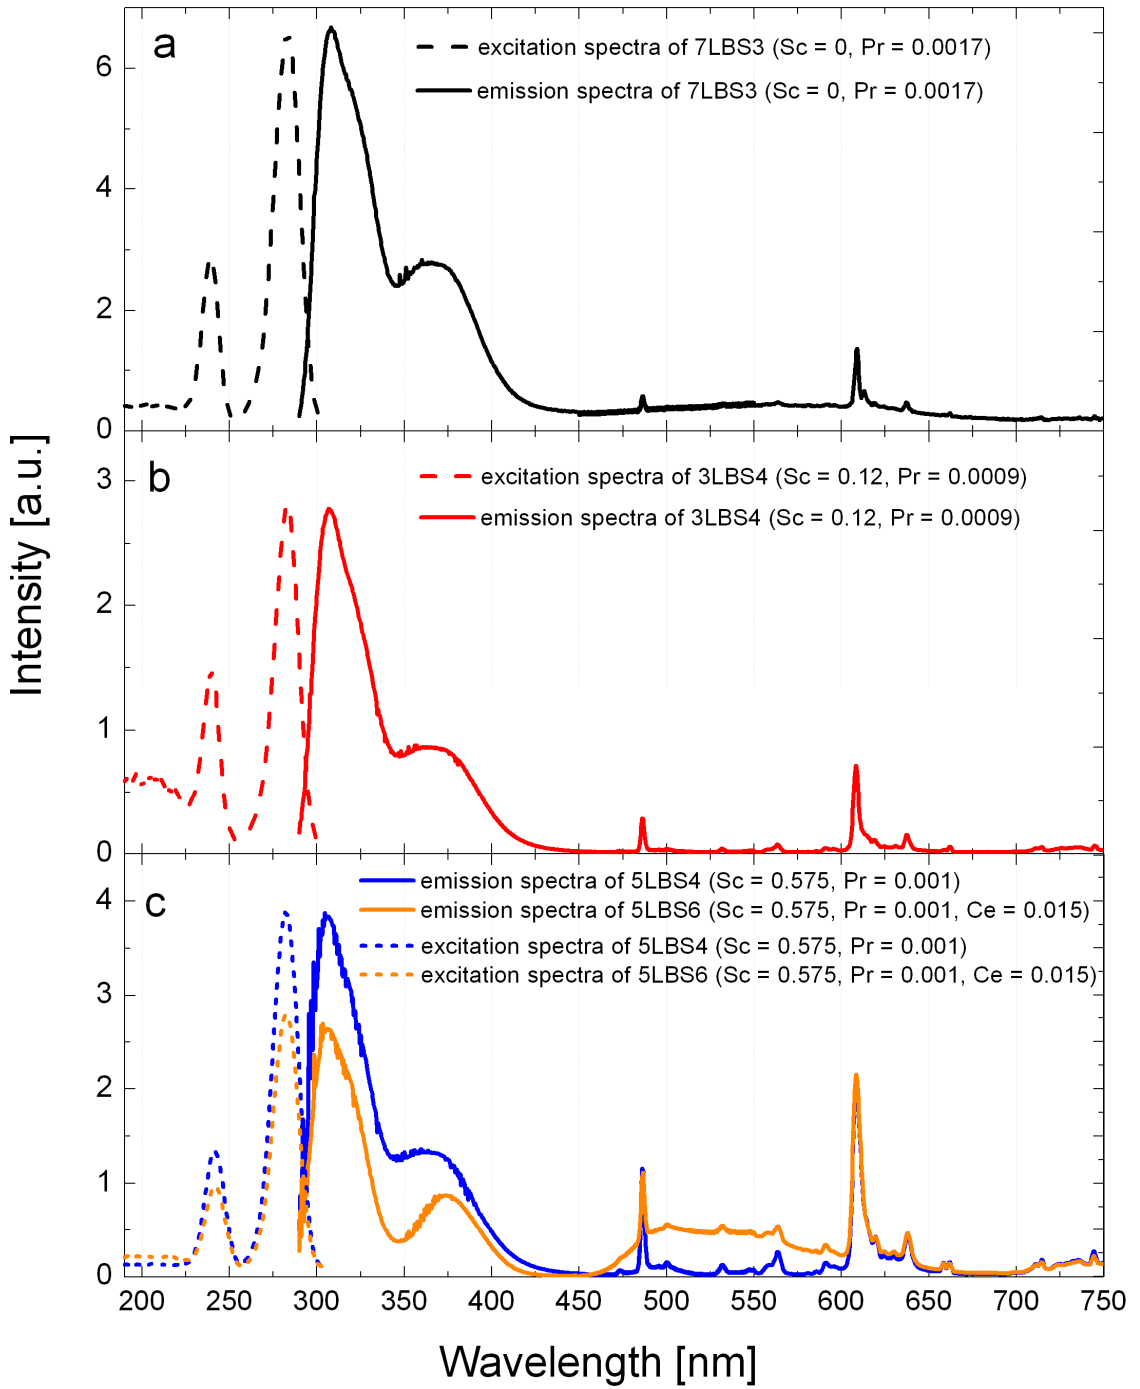 a
excitation spectra of 7LBS3 (Sc = 0, Pr = 0.0017)
emission spectra of 7LBS3 (Sc = 0, Pr = 0.0017)
6
4
2
0
b
excitation spectra of 3LBS4 (Sc = 0.12, Pr = 0.0009)
emission spectra of 3LBS4 (Sc = 0.12, Pr = 0.0009)
3
2
1
0
Intensity [a.u.]
c
emission spectra of 5LBS4 (Sc = 0.575, Pr = 0.001)
emission spectra of 5LBS6 (Sc = 0.575, Pr = 0.001, Ce = 0.015)
excitation spectra of 5LBS4 (Sc = 0.575, Pr = 0.001)
excitation spectra of 5LBS6 (Sc = 0.575, Pr = 0.001, Ce = 0.015)
4
3
2
1
0
200 250 300 350 400 450 500 550 600 650 700 750
Wavelength [nm]